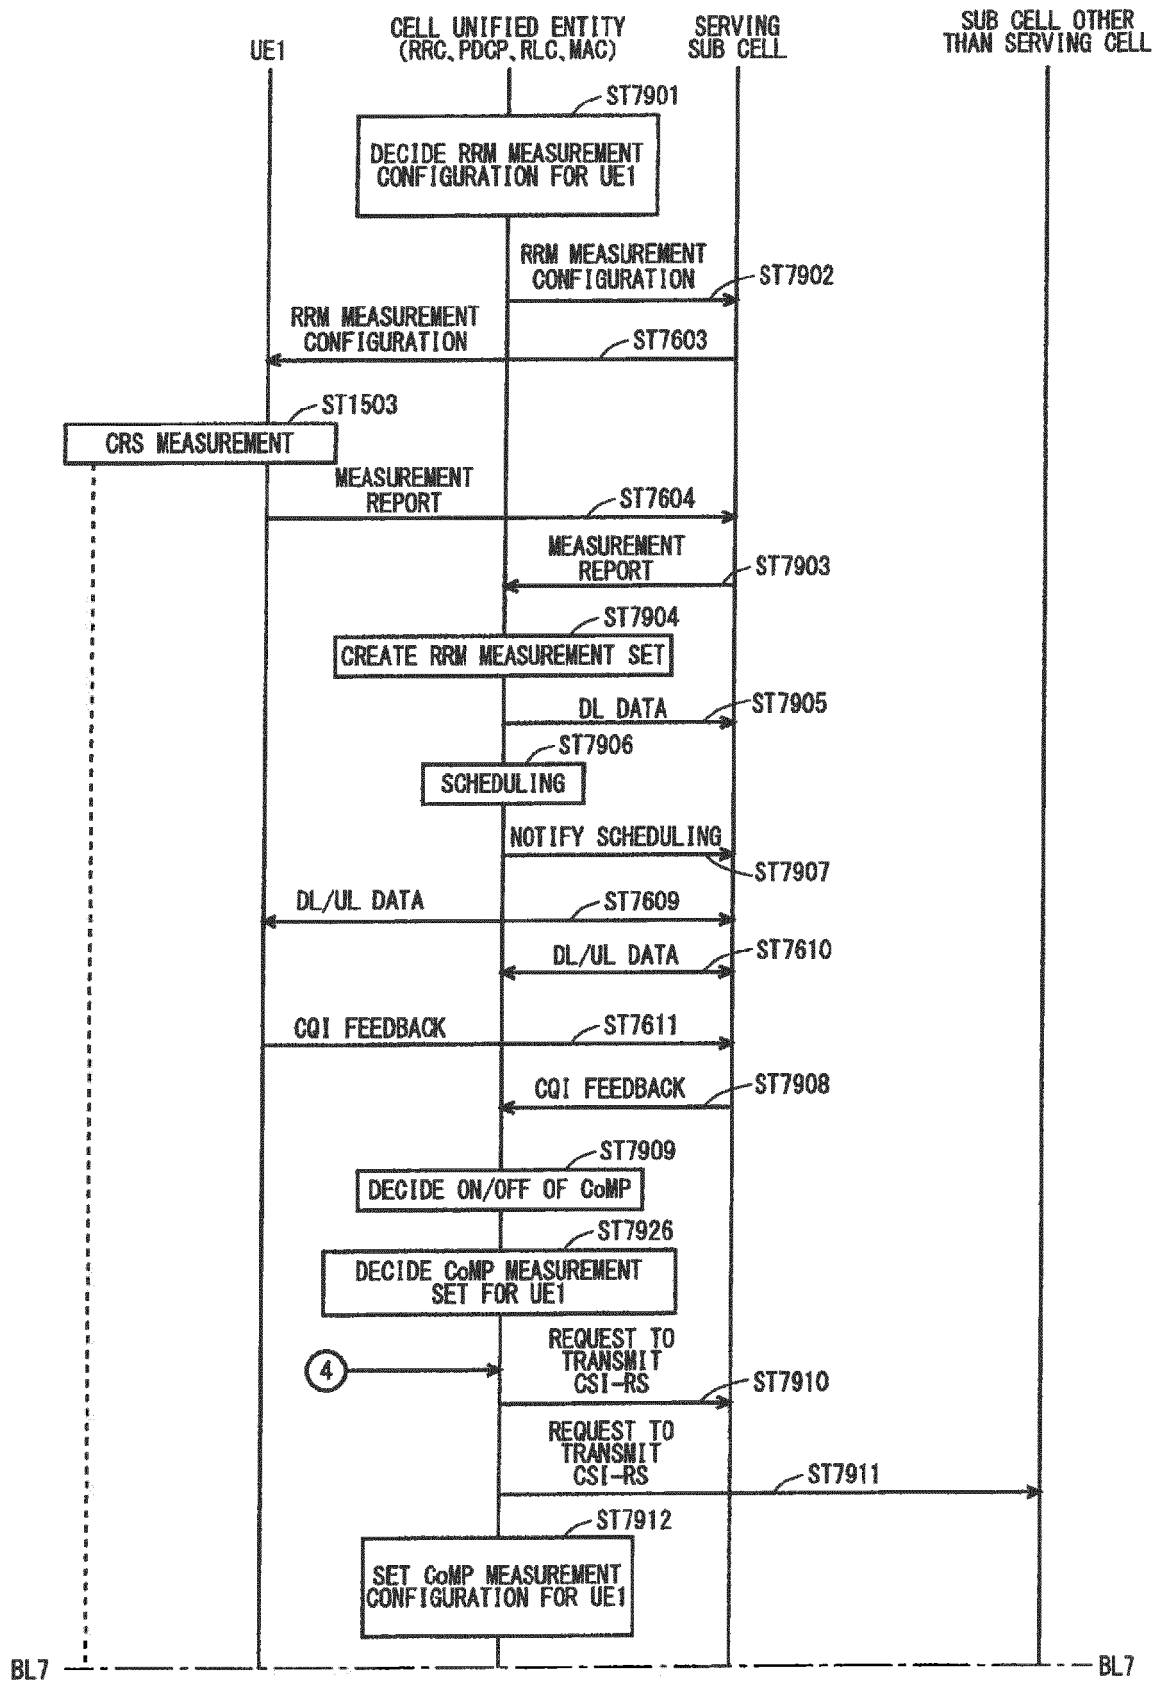 UE1
CELL UNIFIED ENTITY
(RRC、PDCP、RLC、MAC)
SERVING
SUB CELL
SUB CELL OTHER
THAN SERVING CELL
ST7901
DECIDE RRM MEASUREMENT
CONFIGURATION FOR UE1
RRM MEASUREMENT
CONFIGURATION
ST7902
RRM MEASUREMENT
CONFIGURATION
ST7603
ST1503
CRS MEASUREMENT
MEASUREMENT
REPORT
ST7604
MEASUREMENT
REPORT
ST7903
ST7904
CREATE RRM MEASUREMENT SET
DL DATA
ST7905
ST7906
SCHEDULING
NOTIFY SCHEDULING
ST7907
DL/UL DATA
ST7609
DL/UL DATA
ST7610
CQI FEEDBACK
ST7611
CQI FEEDBACK
ST7908
ST7909
DECIDE ON/OFF OF CoMP
ST7926
DECIDE CoMP MEASUREMENT
SET FOR UE1
4
REQUEST TO
TRANSMIT
CSI-RS
ST7910
REQUEST TO
TRANSMIT
CSI-RS
ST7911
ST7912
SET CoMP MEASUREMENT
CONFIGURATION FOR UE1
BL7
BL7